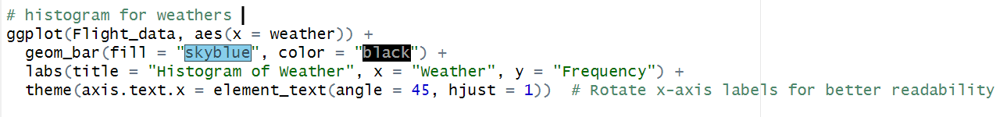 # histogram for weathers
ggplot(Flight_data, aes(x = weather)) +
  geom_bar(fill = "skyblue", color = "black") +
  labs(title = "Histogram of Weather", x = "Weather", y = "Frequency") +
  theme(axis.text.x = element_text(angle = 45, hjust = 1))  # Rotate x-axis labels for better readability